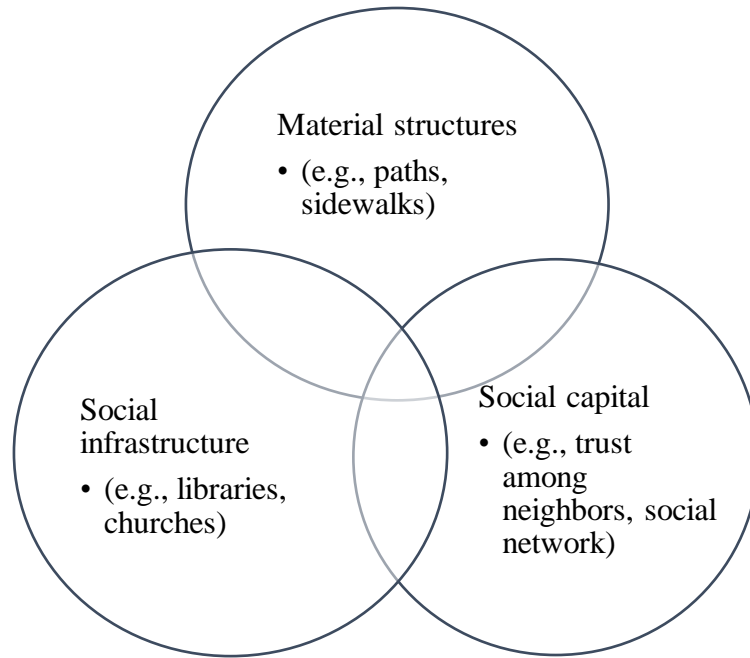 Material structures
• (e.g., paths,
sidewalks)
Social
infrastructure
• (e.g., libraries,
churches)
Social capital
• (e.g., trust
among
neighbors, social
network)